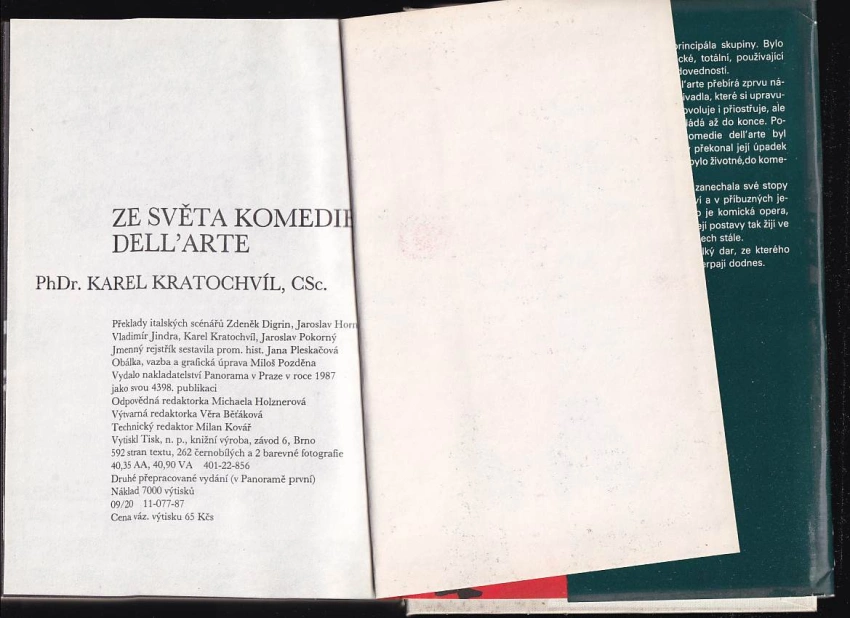 ZE SVĚTA KOMEDIE
DELL'ARTE
PhDr. KAREL KRATOCHVÍL, CSc.
Překlady italských scénářů Zdeněk Digrin, Jaroslav Horn
Vladimír Jindra, Karel Kratochvíl, Jaroslav Pokorný
Jmenný rejstřík sestavila prom. hist. Jana Pleskačová
Obálka, vazba a grafická úprava Miloš Pozděna
Vydalo nakladatelství Panorama v Praze v roce 1987
jako svou 4398. publikaci
Odpovědná redaktorka Michaela Holznerová
Výtvarná redaktorka Věra Běťáková
Technický redaktor Milan Kovář
Vytiskl Tisk, n. p., knižní výroba, závod 6, Brno
592 stran textu, 262 černobílých a 2 barevné fotografie
40,35 AA, 40,90 VA 401-22-856
Druhé přepracované vydání (v Panoramě první)
Náklad 7000 výtisků
09/20 11-077-87
Cena váz. výtisku 65 Kčs
principála skupiny. Bylo
cké, totální, používající
dovednosti.
l'arte přebírá zprvu ná-
ivadla, které si upravu-
ovoluje i přiostřuje, ale
ládá až do konce. Po-
omedie dell'arte byl
překonal její úpadek
bylo životné, do kome-
zanechala své stopy
vi a v příbuzných je-
o je komická opera,
ejí postavy tak žijí ve
ech stále.
lký dar, ze kterého
erpají dodnes.